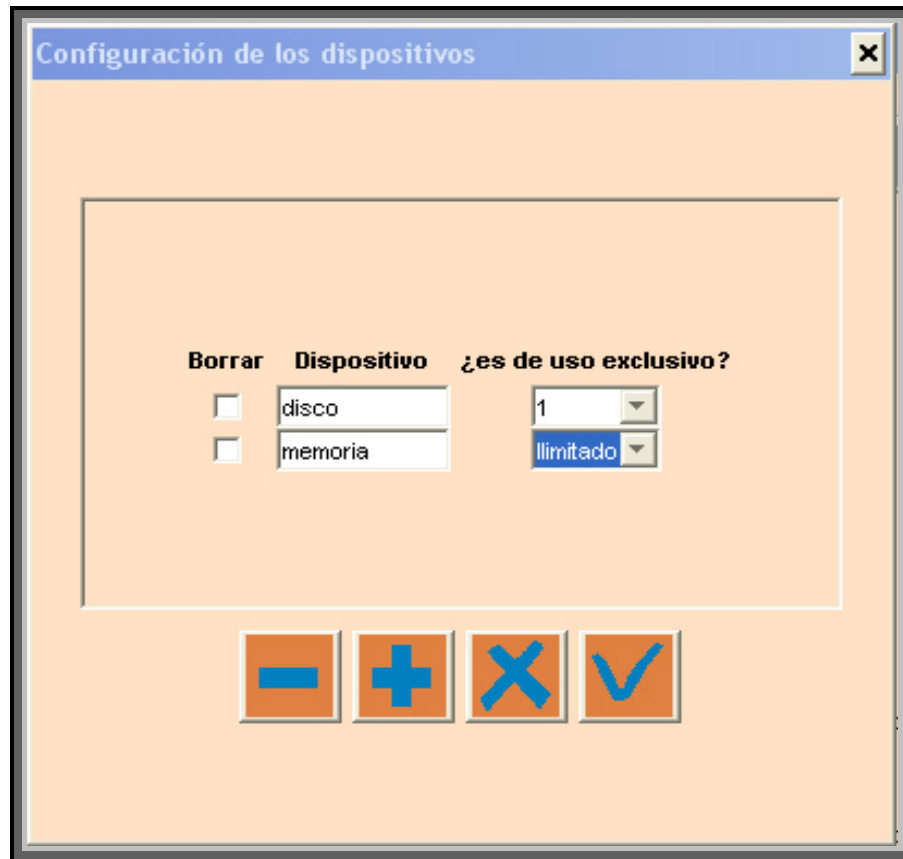 Configuración de los dispositivos
Borrar Dispositivo ¿es de uso exclusivo?
disco 1
memoria Ilimitado